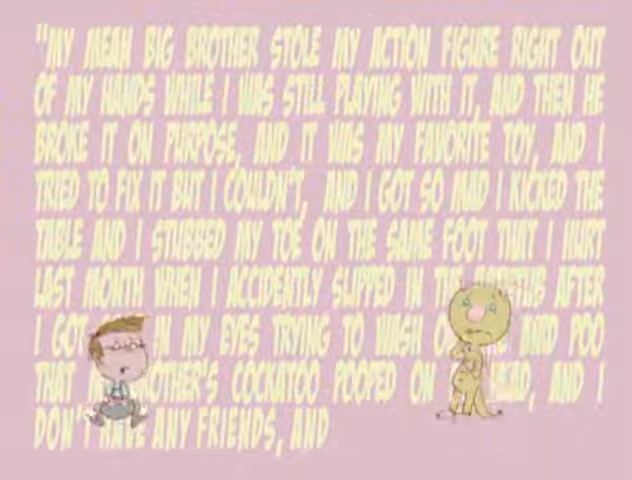 "MY MEAN BIG BROTHER STOLE MY ACTION FIGURE RIGHT OUT
OF MY HANDS WHILE I WAS STILL PLAYING WITH IT, AND THEN HE
BROKE IT ON PURPOSE, AND IT WAS MY FAVORITE TOY, AND I
TRIED TO FIX IT BUT I COULDN'T, AND I GOT SO MAD I KICKED THE
TABLE AND I STUBBED MY TOE ON THE SAME FOOT THAT I HURT
LAST MONTH WHEN I ACCIDENTLY SLIPPED IN AFTER
I GOT IN MY EYES TRYING TO WASH BIRD POO
THAT COCKATOO POOPED ON AND I
DON'T HAVE ANY FRIENDS, AND